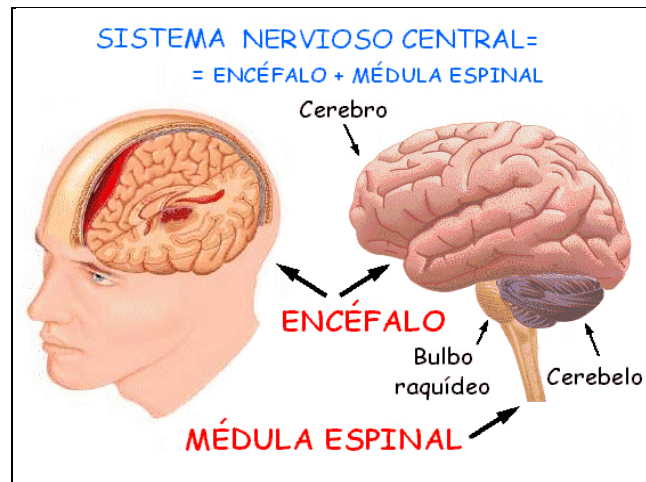 SISTEMA NERVIOSO CENTRAL=
= ENCÉFALO + MÉDULA ESPINAL
Cerebro
ENCÉFALO
Bulbo
raquídeo
Cerebelo
MÉDULA ESPINAL